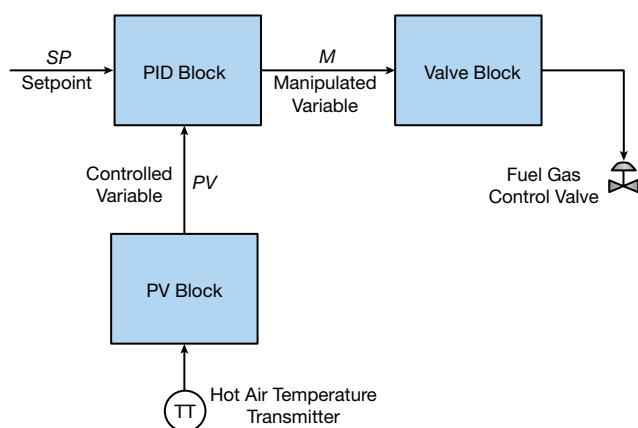 SP
Setpoint
PID Block
M
Manipulated
Variable
Valve Block
Fuel Gas
Control Valve
Controlled
Variable
PV
PV Block
TT
Hot Air Temperature
Transmitter